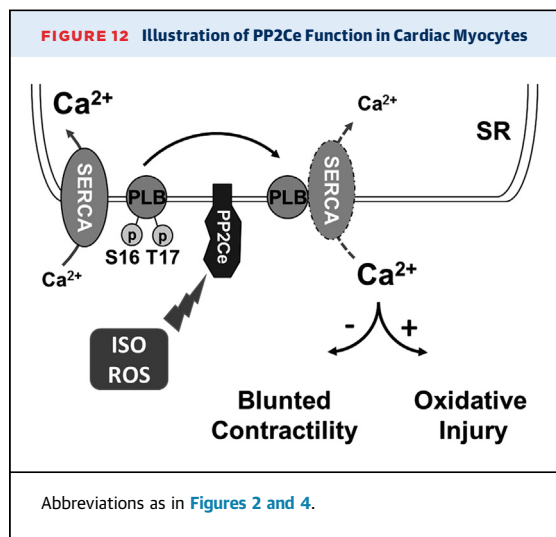 FIGURE 12 Illustration of PP2Ce Function in Cardiac Myocytes
Ca2+
Ca2+
SR
SERCA
PLB
PLB
SERCA
p
p
S16 T17
PP2Ce
Ca2+
Ca2+
ISO
ROS
-
+
Blunted
Contractility
Oxidative
Injury
Abbreviations as in Figures 2 and 4.